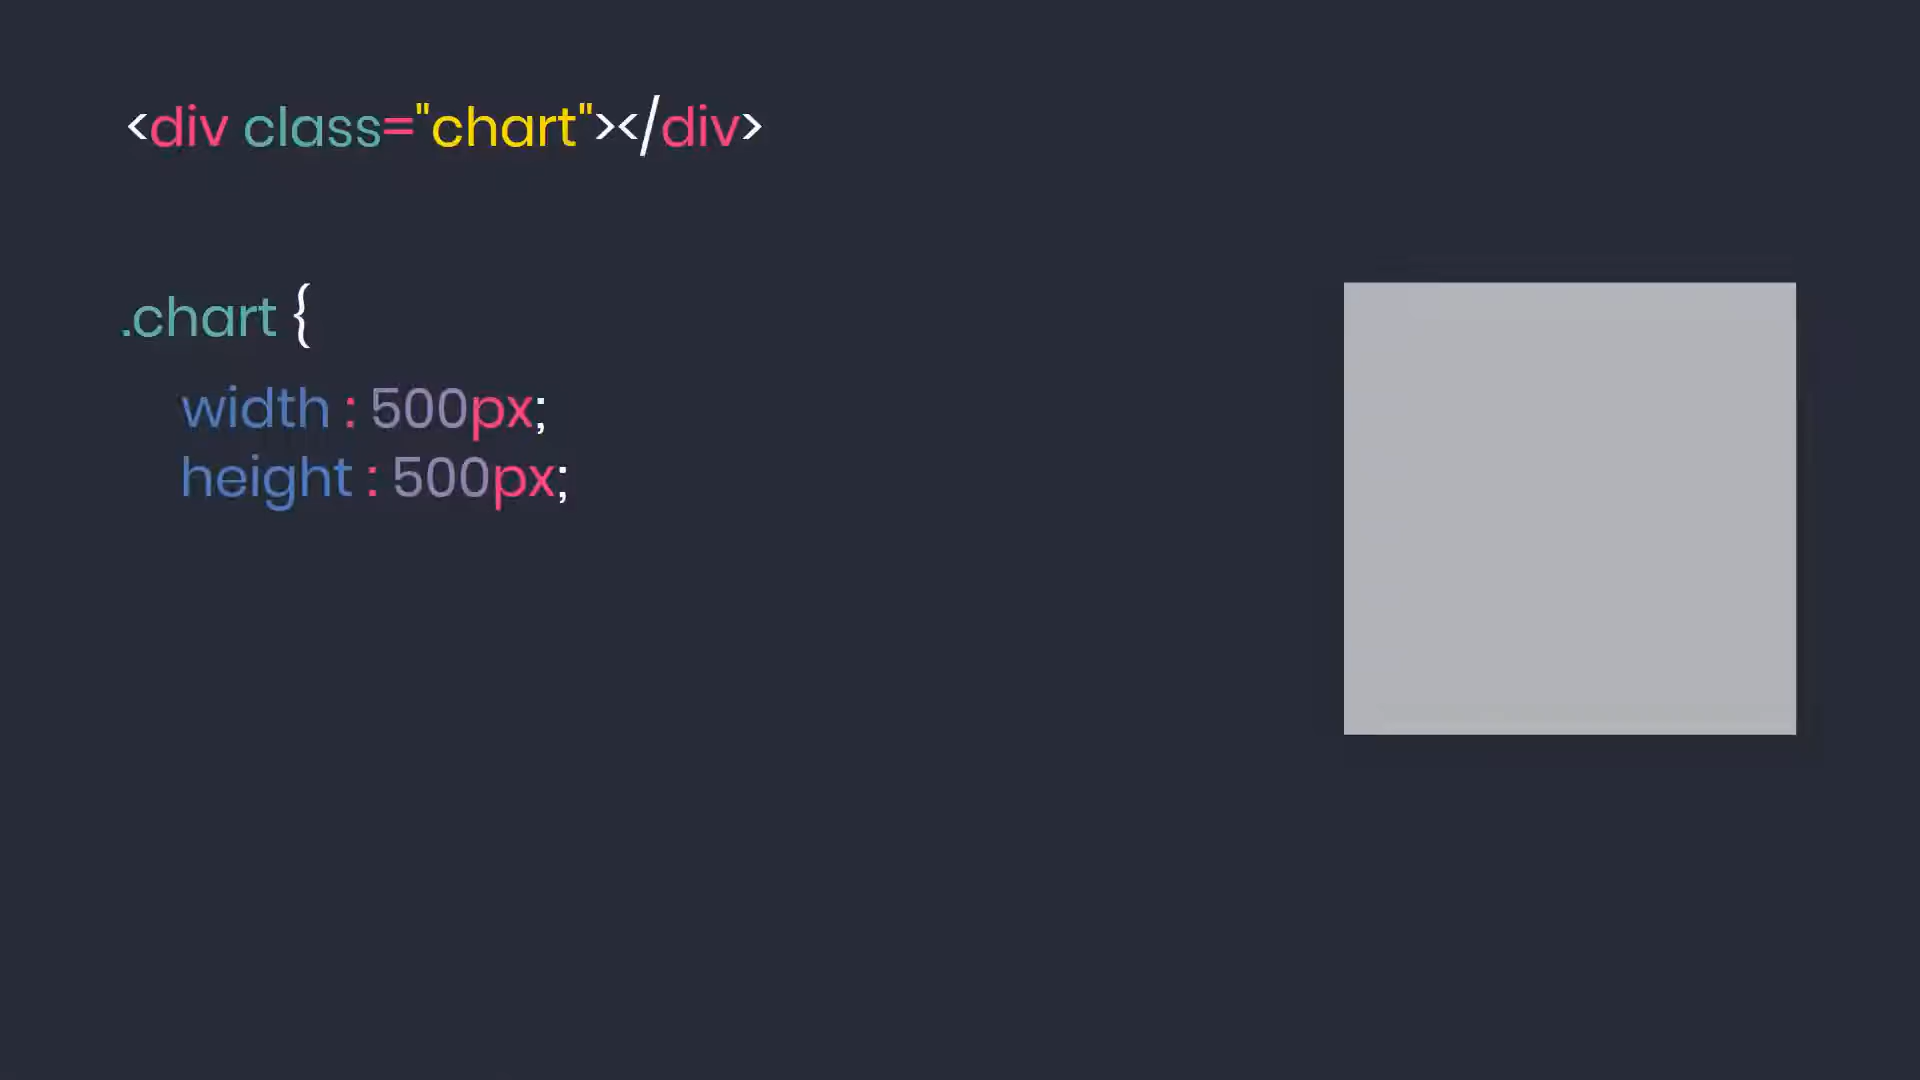 <div class="chart"></div>
.chart {
width : 500px;
height : 500px;